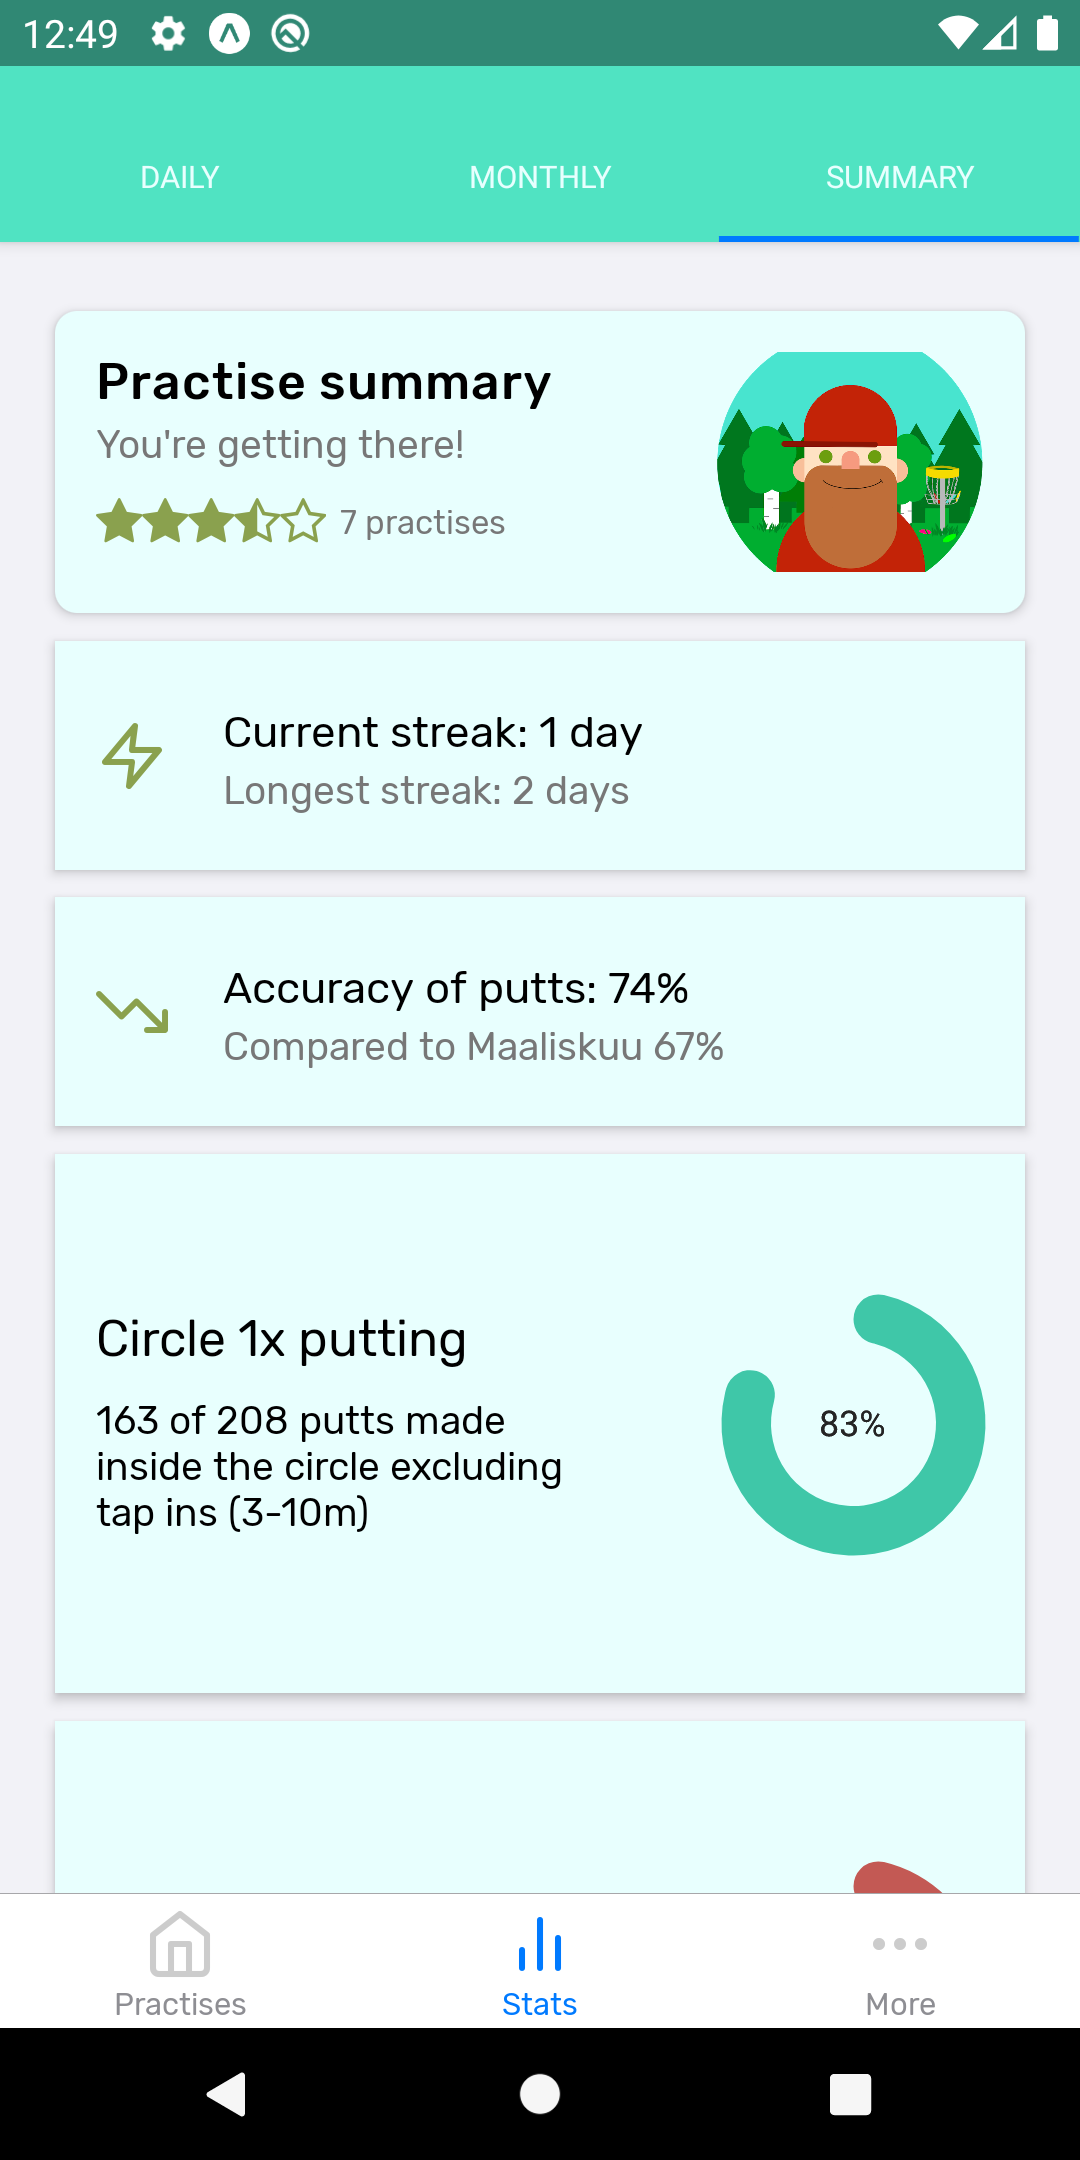 12:49
DAILY
MONTHLY
SUMMARY
Practise summary
You're getting there!
7 practises
Current streak: 1 day
Longest streak: 2 days
Accuracy of putts: 74%
Compared to Maaliskuu 67%
Circle 1x putting
163 of 208 putts made
inside the circle excluding
tap ins (3-10m)
83%
Practises
Stats
More